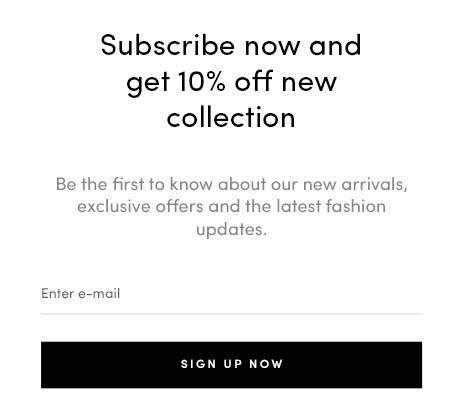 Subscribe now and
get 10% off new
collection
Be the first to know about our new arrivals,
exclusive offers and the latest fashion
updates.
Enter e-mail
SIGN UP NOW